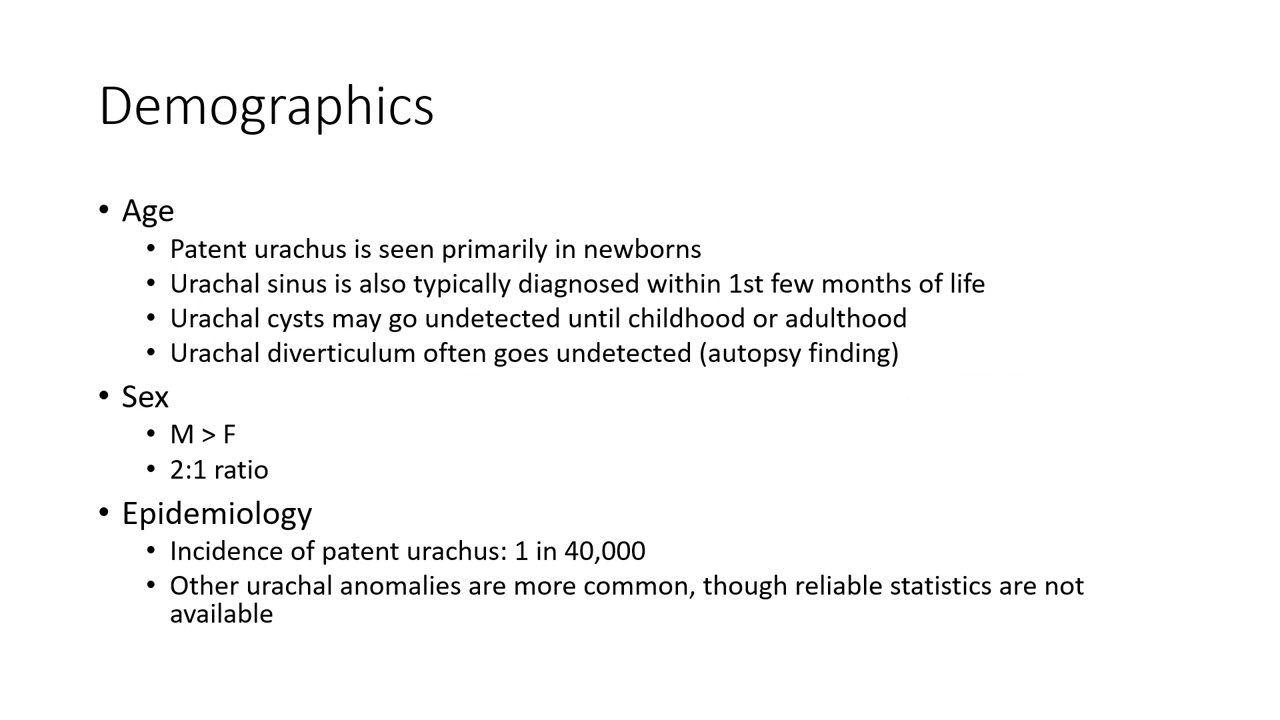 Demographics
• Age
• Patent urachus is seen primarily in newborns
• Urachal sinus is also typically diagnosed within 1st few months of life
• Urachal cysts may go undetected until childhood or adulthood
• Urachal diverticulum often goes undetected (autopsy finding)
• Sex
• M > F
• 2:1 ratio
• Epidemiology
• Incidence of patent urachus: 1 in 40,000
• Other urachal anomalies are more common, though reliable statistics are not
available